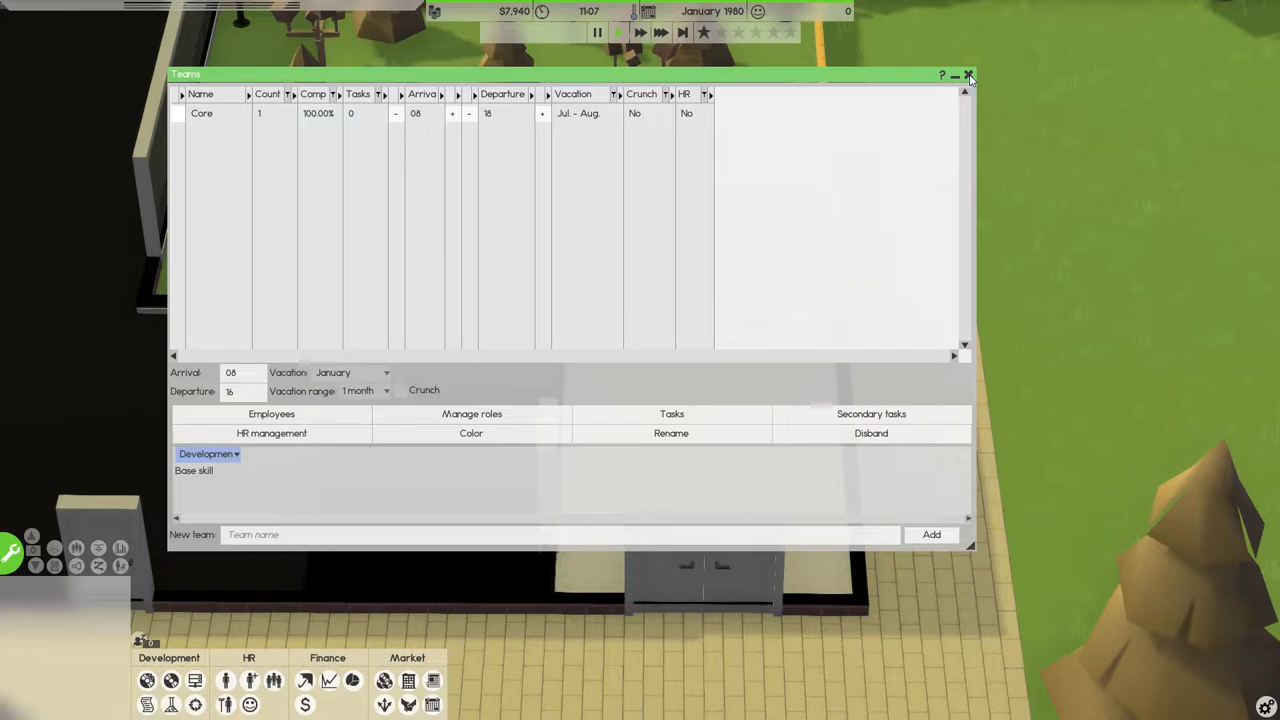 $7,940 11:07 January 1980 0
Teams ?
Name Count Comp Tasks Arriva Departure Vacation Crunch HR
Core 1 100.00% 0 - 08 + - 18 + Jul. - Aug. No No
Arrival: 08 Vacation: January
Departure: 16 Vacation range: 1 month Crunch
Employees Manage roles Tasks Secondary tasks
HR management Color Rename Disband
Developmen
Base skill
New team: Team name Add
0
0
Development HR Finance Market